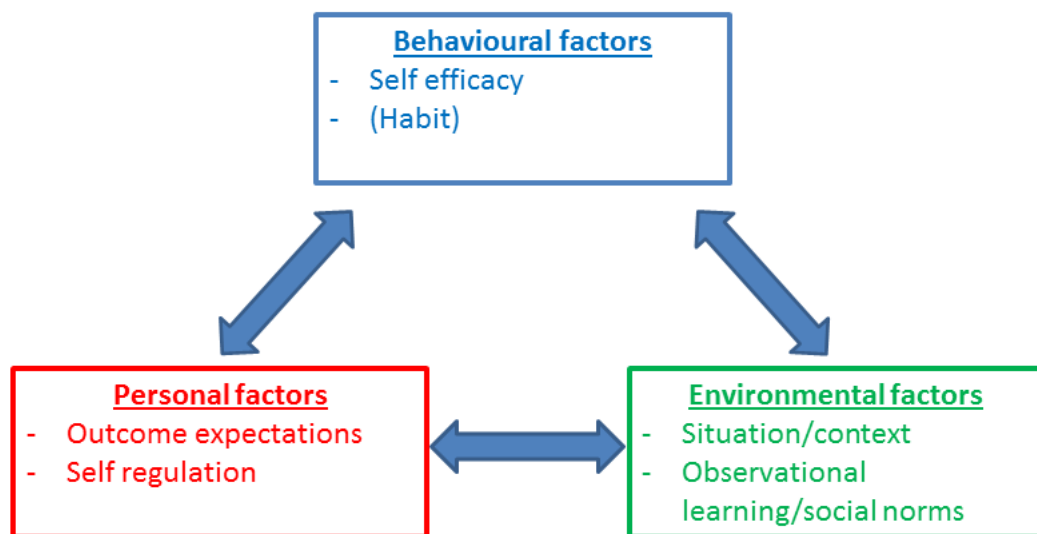 Behavioural factors
- Self efficacy
- (Habit)
Personal factors
- Outcome expectations
- Self regulation
Environmental factors
- Situation/context
- Observational
learning/social norms